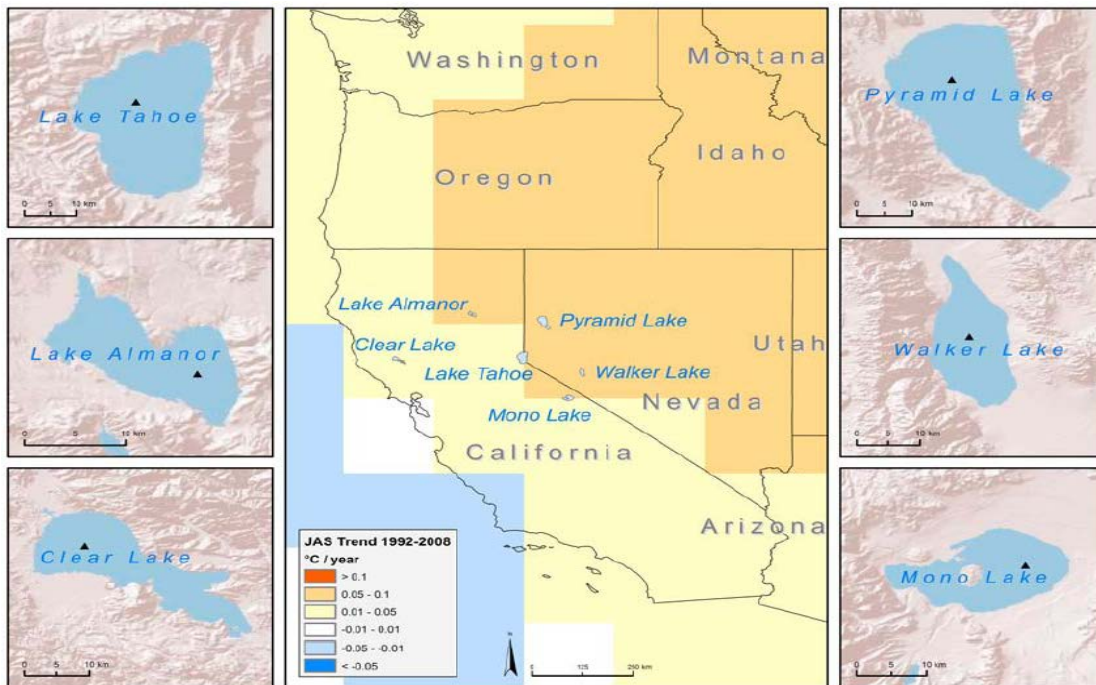 Lake Tahoe
0 5 10 km
Lake Almanor
0 5 10 km
Clear Lake
0 5 10 km
Washington
Montana
Oregon
Idaho
Lake Almanor
Pyramid Lake
Clear Lake
Utah
Lake Tahoe
Walker Lake
Nevada
Mono Lake
California
Arizona
JAS Trend 1992-2008
°C / year
> 0.1
0.05 - 0.1
0.01 - 0.05
-0.01 - 0.01
-0.05 - -0.01
< -0.05
N
0 125 250 km
Pyramid Lake
0 5 10 km
Walker Lake
0 5 10 km
Mono Lake
0 5 10 km